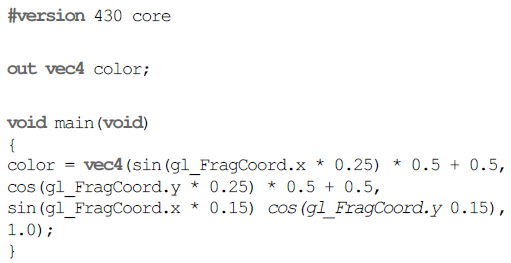 #version 430 core
out vec4 color;
void main(void)
{
color = vec4(sin(gl_FragCoord.x * 0.25) * 0.5 + 0.5,
cos(gl_FragCoord.y * 0.25) * 0.5 + 0.5,
sin(gl_FragCoord.x * 0.15) cos(gl_FragCoord.y 0.15),
1.0);
}